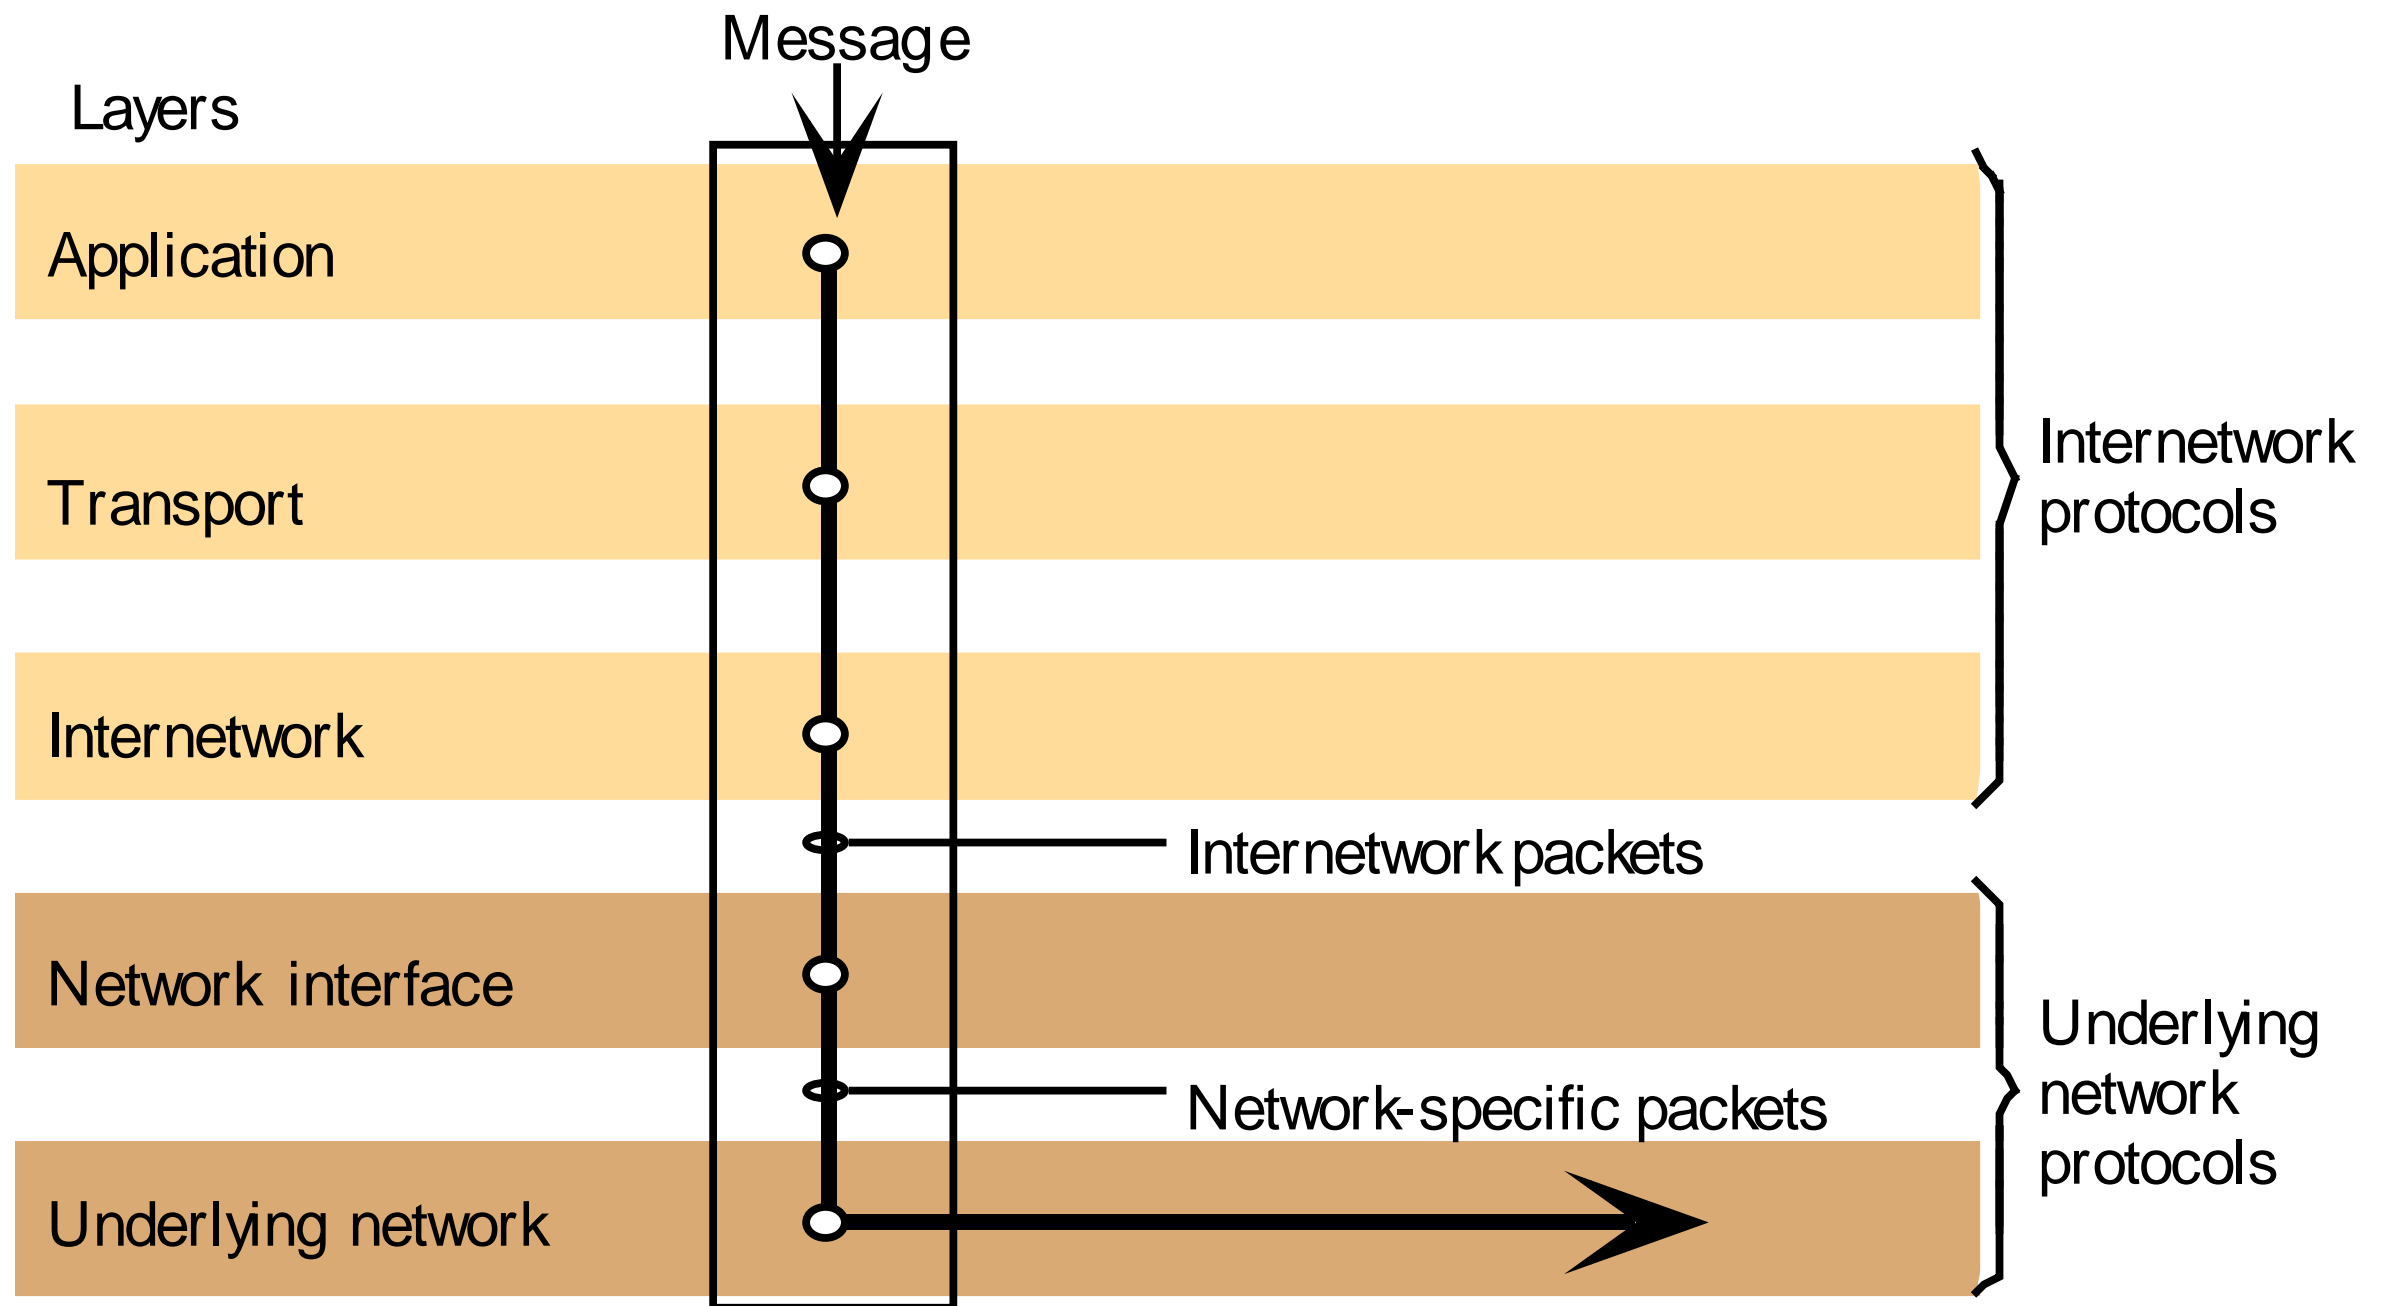 Message
Layers
Application
Transport
Internetwork
protocols
Internetwork
Internetwork packets
Network interface
Underlying
network
protocols
Network-specific packets
Underlying network